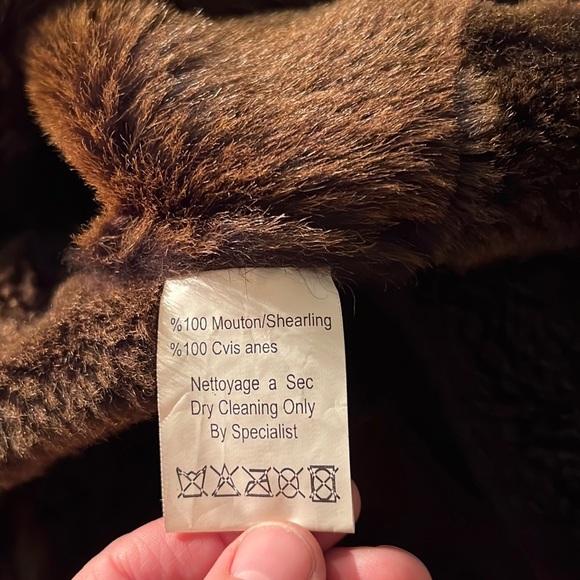 %100 Mouton/Shearling
%100 Cvis anes
Nettoyage a Sec
Dry Cleaning Only
By Specialist